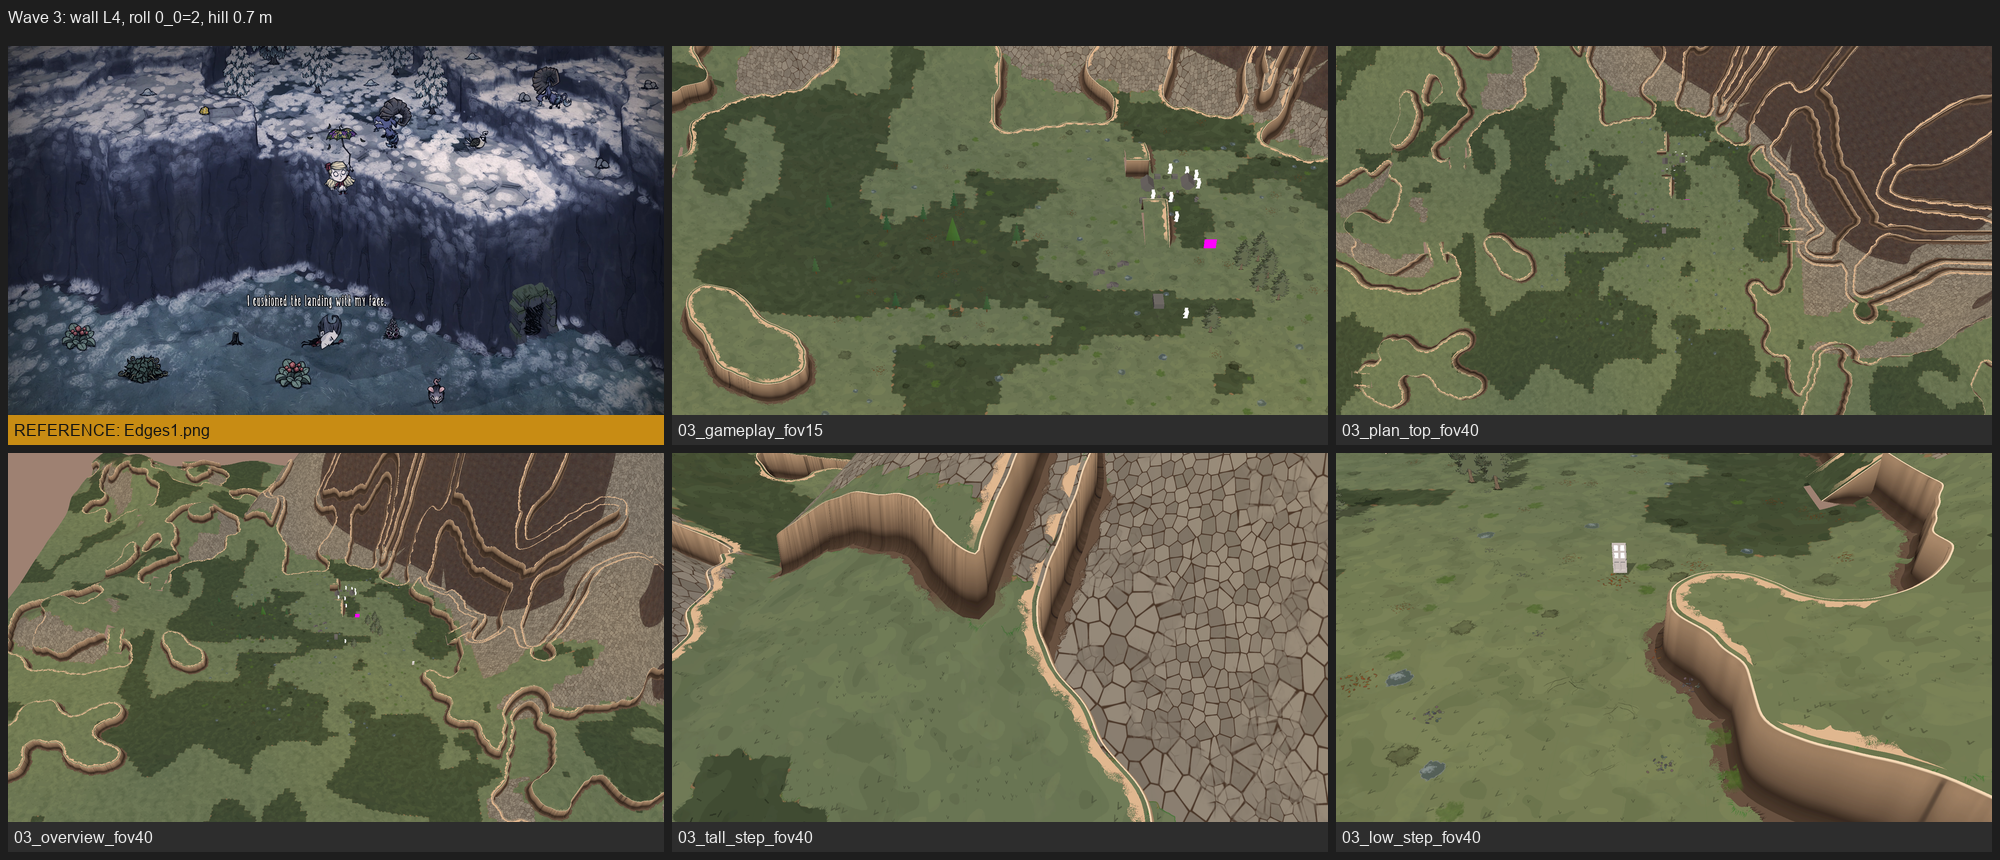 Wave 3: wall L4, roll 0_0=2, hill 0.7 m
I cushioned the landing with my face.
REFERENCE: Edges1.png
03_gameplay_fov15
03_plan_top_fov40
03_overview_fov40
03_tall_step_fov40
03_low_step_fov40